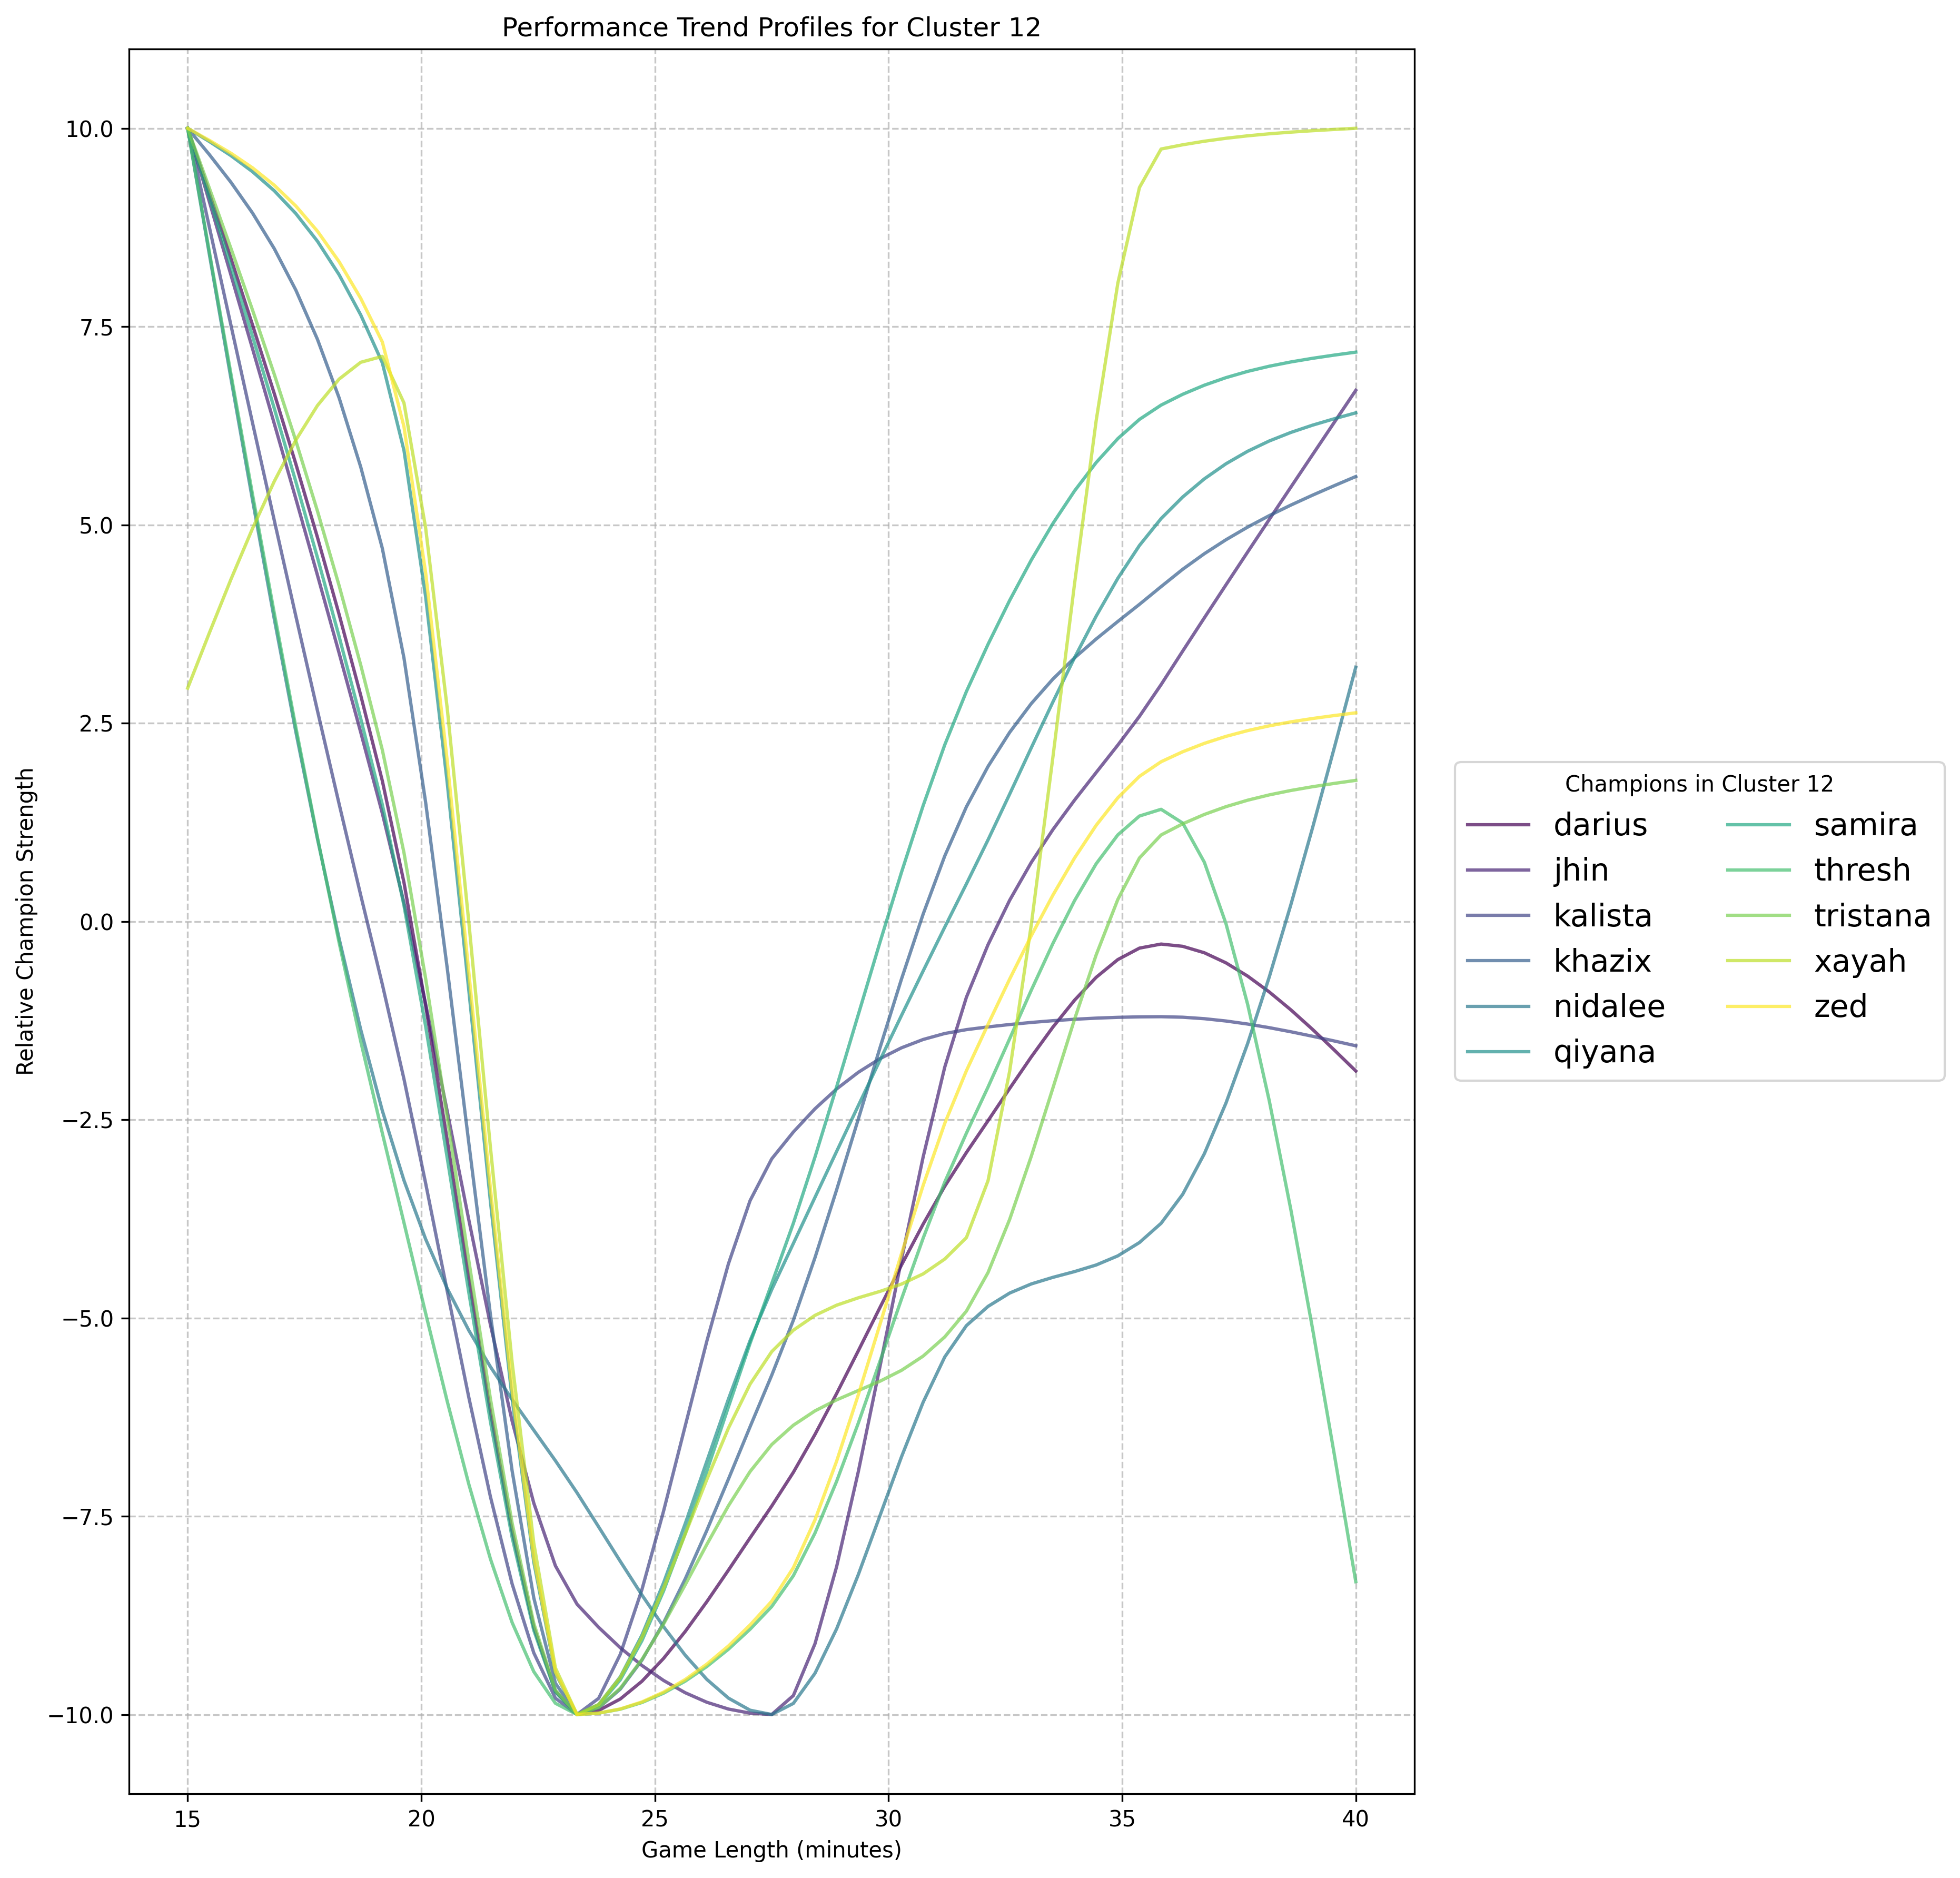 Performance Trend Profiles for Cluster 12
10.0
7.5
5.0
2.5
0.0
−2.5
−5.0
−7.5
−10.0
Relative Champion Strength
15 20 25 30 35 40
Game Length (minutes)
Champions in Cluster 12
darius
jhin
kalista
khazix
nidalee
qiyana
samira
thresh
tristana
xayah
zed